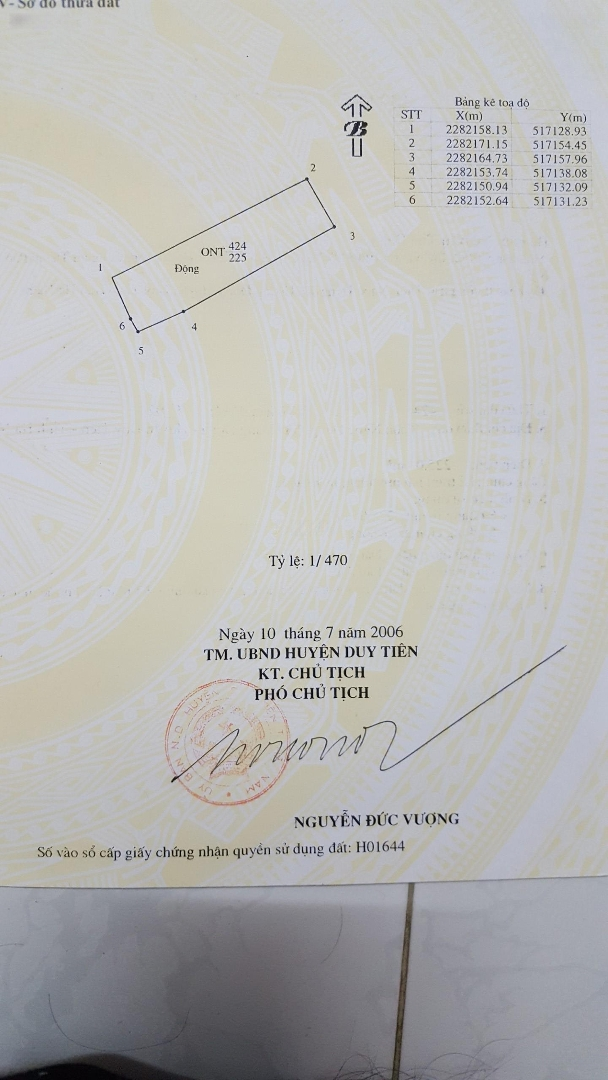 V- Sơ đồ thửa đất
Bảng kê toạ độ
STT X(m) Y(m)
1 2282158.13 517128.93
2 2282171.15 517154.45
3 2282164.73 517157.96
4 2282153.74 517138.08
5 2282150.94 517132.09
6 2282152.64 517131.23
B
2
3
ONT 424
225
Động
1
6
5
4
Tỷ lệ: 1/ 470
Ngày 10 tháng 7 năm 2006
TM. UBND HUYỆN DUY TIÊN
KT. CHỦ TỊCH
PHÓ CHỦ TỊCH
NGUYỄN ĐỨC VƯỢNG
Số vào sổ cấp giấy chứng nhận quyền sử dụng đất: H01644